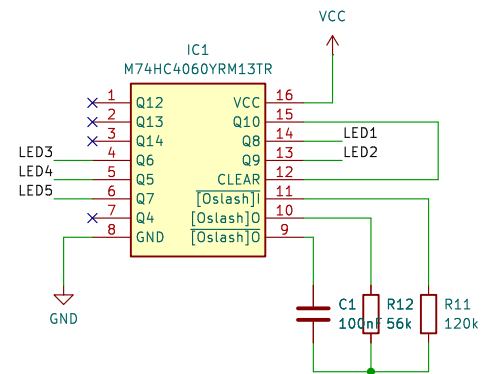 VCC
IC1
M74HC4060YRM13TR
1 Q12 VCC 16
2 Q13 Q10 15
3 Q14 Q8 14 LED1
LED3 4 Q6 Q9 13 LED2
LED4 5 Q5 CLEAR 12
LED5 6 Q7 [Oslash]I 11
7 Q4 [Oslash]O 10
8 GND [Oslash]O 9
GND
C1 R12 R11
100nF 56k 120k